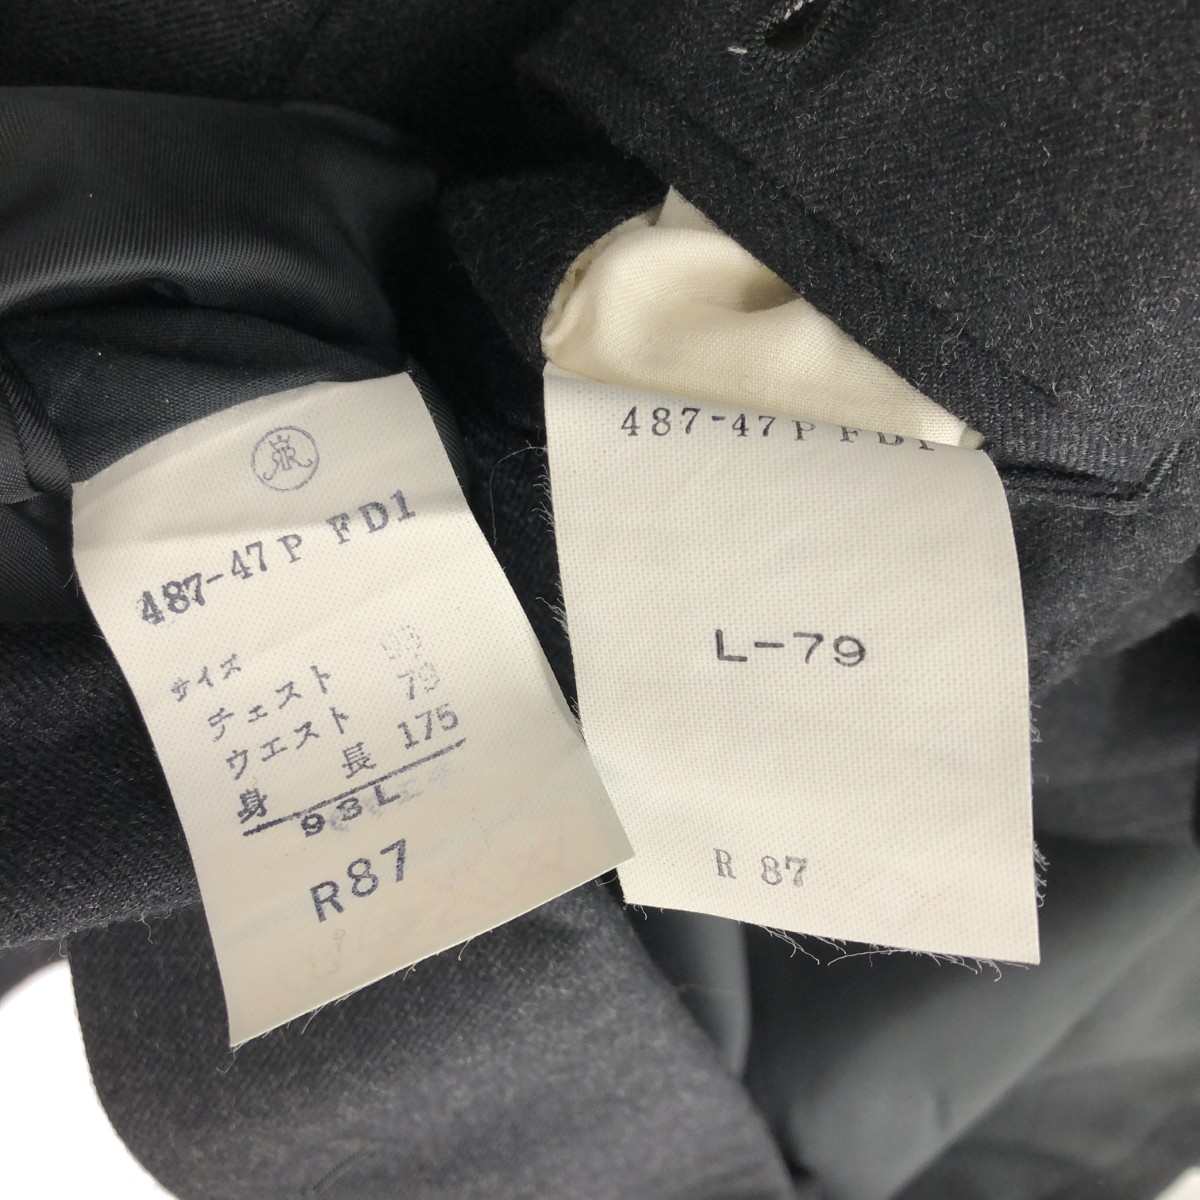 487-47P FD1
サイズ
チェスト 93
ウエスト 79
身長 175
93L
R87
487-47P FD1
L-79
R 87